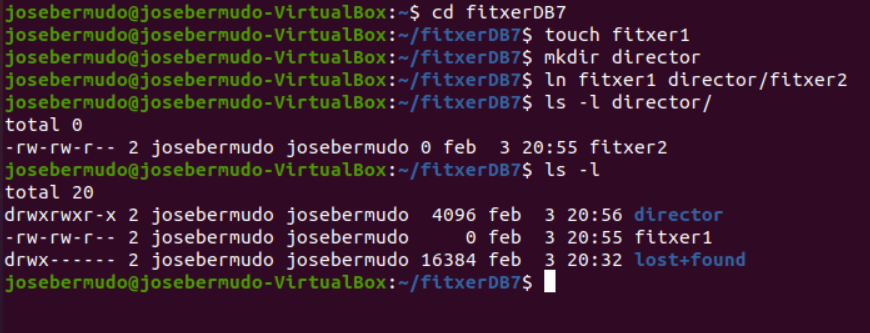 josebermudo@josebermudo-VirtualBox:~$ cd fitxerDB7
josebermudo@josebermudo-VirtualBox:~/fitxerDB7$ touch fitxer1
josebermudo@josebermudo-VirtualBox:~/fitxerDB7$ mkdir director
josebermudo@josebermudo-VirtualBox:~/fitxerDB7$ ln fitxer1 director/fitxer2
josebermudo@josebermudo-VirtualBox:~/fitxerDB7$ ls -l director/
total 0
-rw-rw-r-- 2 josebermudo josebermudo 0 feb  3 20:55 fitxer2
josebermudo@josebermudo-VirtualBox:~/fitxerDB7$ ls -l
total 20
drwxrwxr-x 2 josebermudo josebermudo  4096 feb  3 20:56 director
-rw-rw-r-- 2 josebermudo josebermudo     0 feb  3 20:55 fitxer1
drwx------ 2 josebermudo josebermudo 16384 feb  3 20:32 lost+found
josebermudo@josebermudo-VirtualBox:~/fitxerDB7$